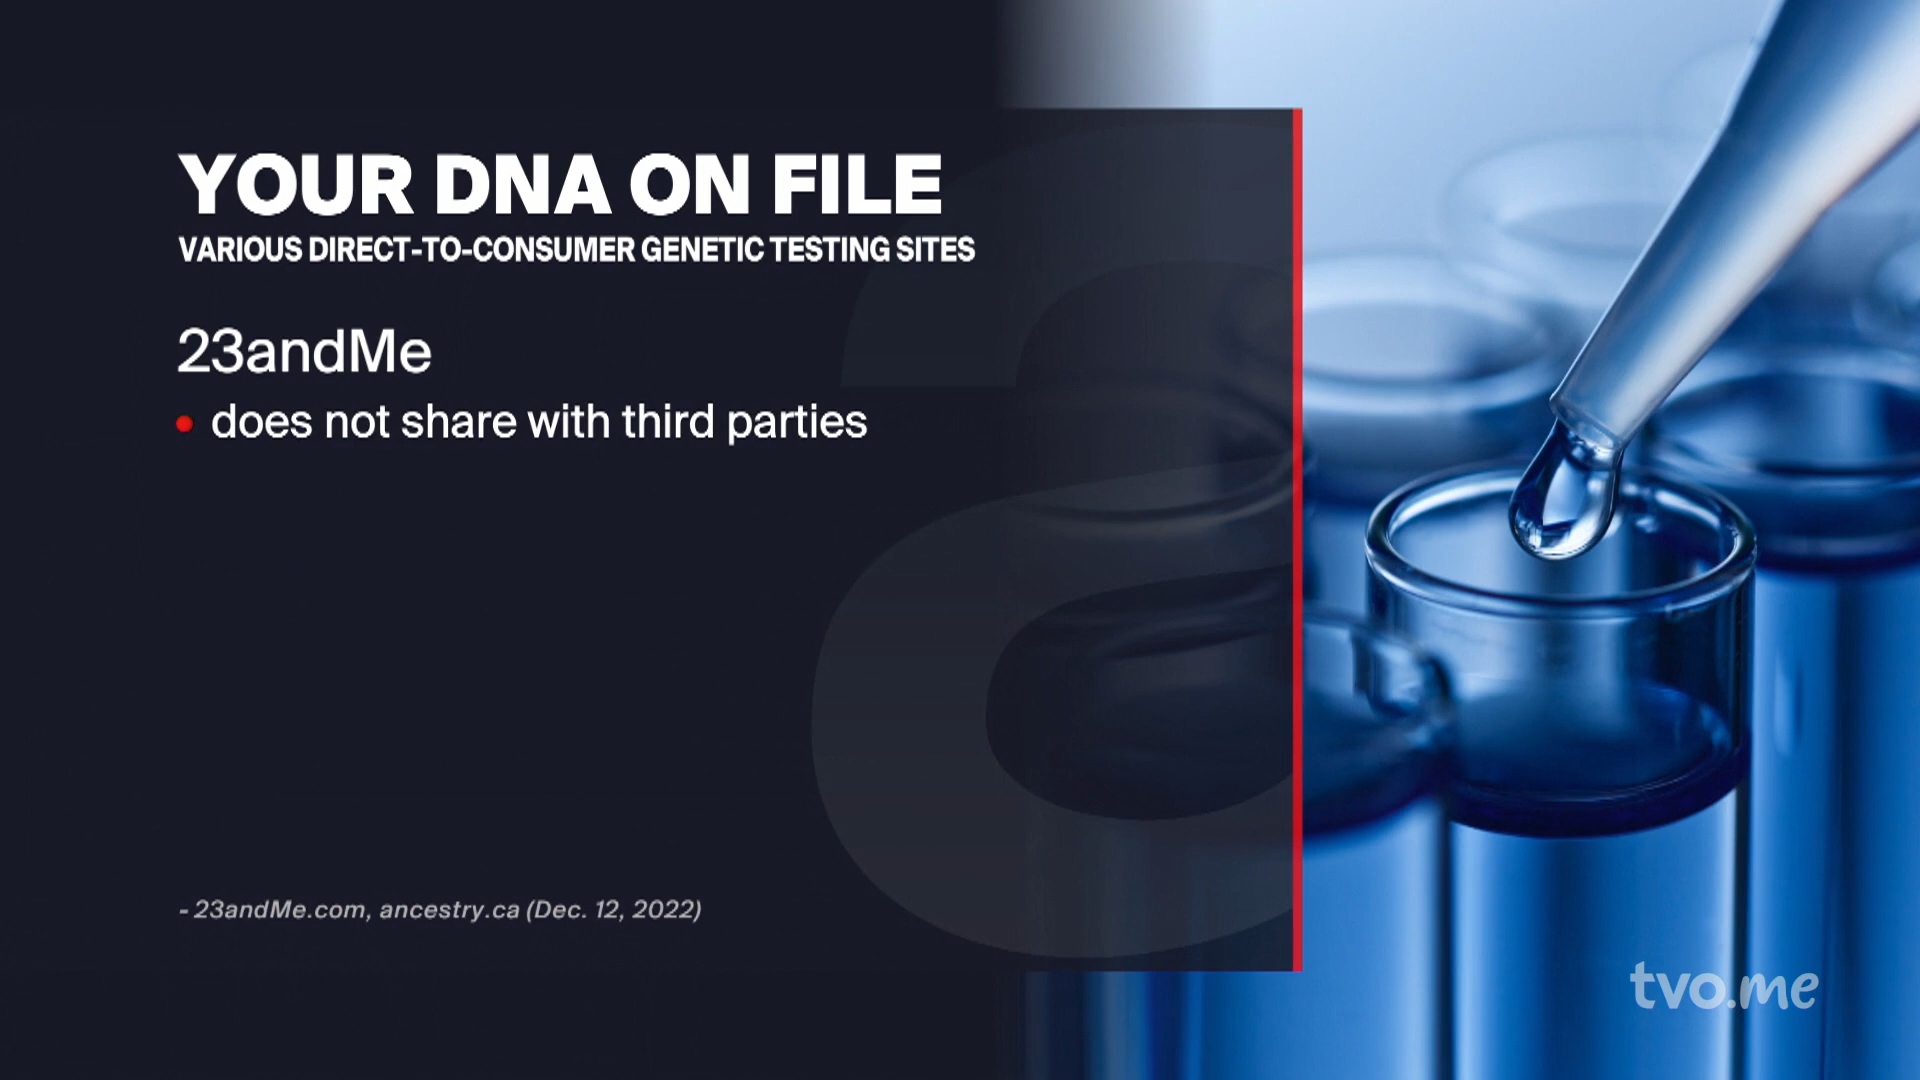 YOUR DNA ON FILE
VARIOUS DIRECT-TO-CONSUMER GENETIC TESTING SITES
23andMe
• does not share with third parties
- 23andMe.com, ancestry.ca (Dec. 12, 2022)
tvo.me